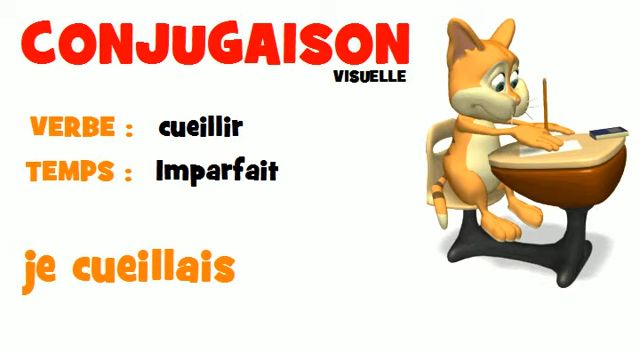 CONJUGAISON
VISUELLE
VERBE : cueillir
TEMPS : Imparfait
je cueillais